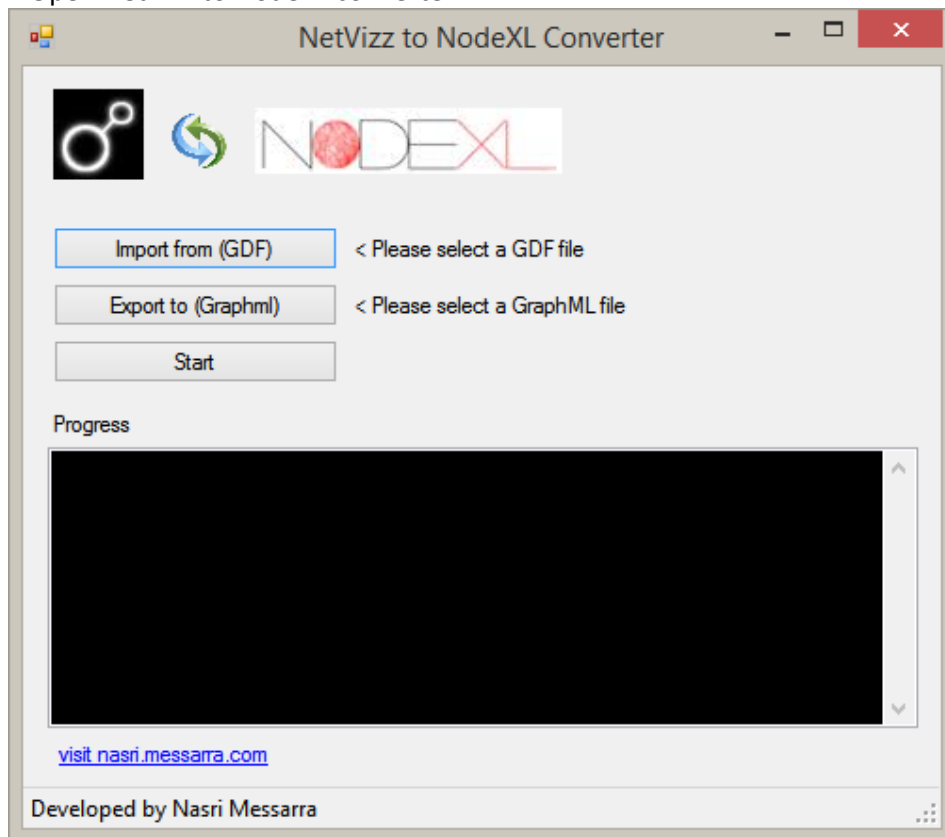 NetVizz to NodeXL Converter
NODEXL
Import from (GDF) < Please select a GDF file
Export to (Graphml) < Please select a GraphML file
Start
Progress
visit nasri.messarra.com
Developed by Nasri Messarra